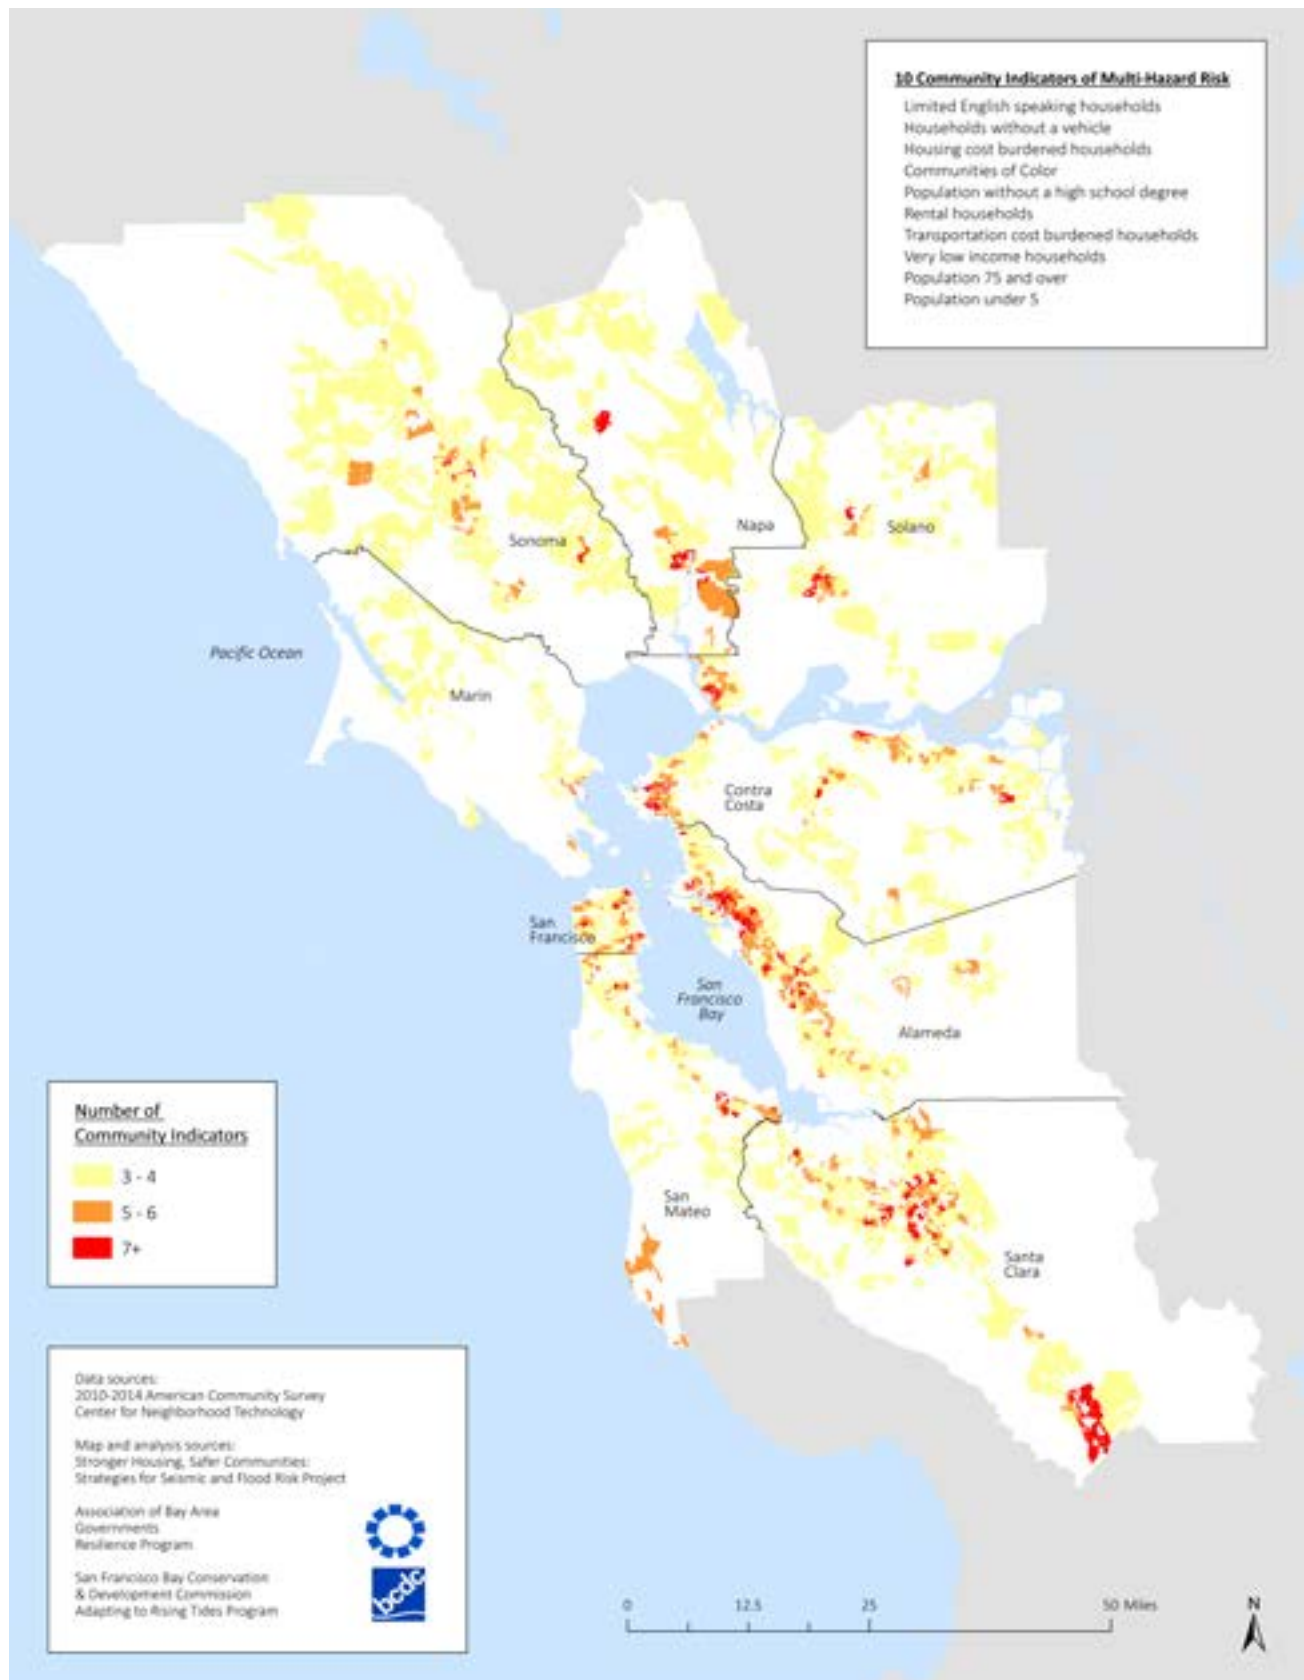 10 Community Indicators of Multi-Hazard Risk
Limited English speaking households
Households without a vehicle
Housing cost burdened households
Communities of Color
Population without a high school degree
Rental households
Transportation cost burdened households
Very low income households
Population 75 and over
Population under 5
Napa
Solano
Sonoma
Pacific Ocean
Marin
Contra
Costa
San
Francisco
San
Francisco
Bay
Alameda
San
Mateo
Santa
Clara
Number of
Community Indicators
3 - 4
5 - 6
7+
Data sources:
2010-2014 American Community Survey
Center for Neighborhood Technology
Map and analysis sources:
Stronger Housing, Safer Communities:
Strategies for Seismic and Flood Risk Project
Association of Bay Area
Governments
Resilience Program
San Francisco Bay Conservation
& Development Commission
Adapting to Rising Tides Program
bcdc
0 12.5 25 50 Miles
N